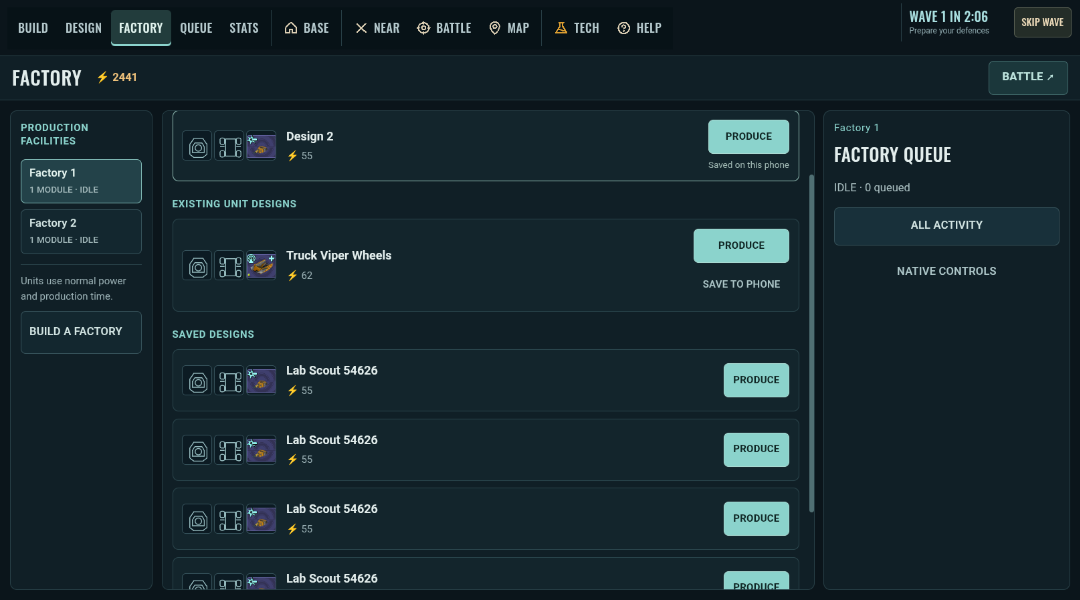 BUILD
DESIGN
FACTORY
QUEUE
STATS
BASE
NEAR
BATTLE
MAP
TECH
HELP
WAVE 1 IN 2:06
Prepare your defences
SKIP WAVE
FACTORY
⚡ 2441
BATTLE ↗
PRODUCTION
FACILITIES
Factory 1
1 MODULE · IDLE
Factory 2
1 MODULE · IDLE
Units use normal power
and production time.
BUILD A FACTORY
Design 2
⚡ 55
PRODUCE
Saved on this phone
EXISTING UNIT DESIGNS
Truck Viper Wheels
⚡ 62
PRODUCE
SAVE TO PHONE
SAVED DESIGNS
Lab Scout 54626
⚡ 55
PRODUCE
Lab Scout 54626
⚡ 55
PRODUCE
Lab Scout 54626
⚡ 55
PRODUCE
Lab Scout 54626
PRODUCE
Factory 1
FACTORY QUEUE
IDLE · 0 queued
ALL ACTIVITY
NATIVE CONTROLS